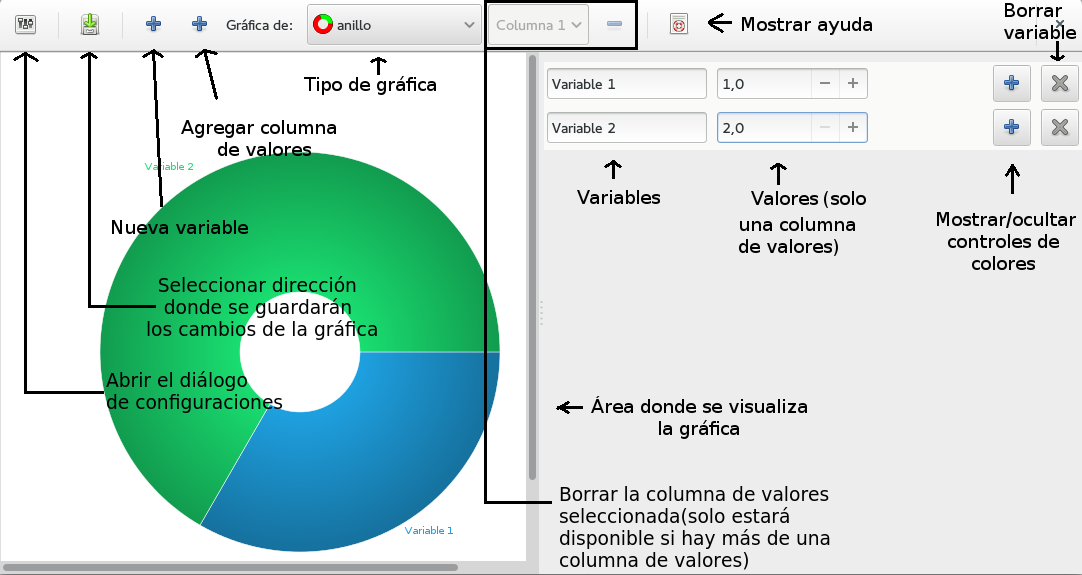 Gráfica de:
anillo
Columna 1
Mostrar ayuda
Borrar
variable
Tipo de gráfica
Variable 1
1,0
Variable 2
2,0
Agregar columna
de valores
Variable 2
Variables
Valores (solo
una columna
de valores)
Mostrar/ocultar
controles de
colores
Nueva variable
Seleccionar dirección
donde se guardarán
los cambios de la gráfica
Abrir el diálogo
de configuraciones
Área donde se visualiza
la gráfica
Borrar la columna de valores
seleccionada(solo estará
disponible si hay más de una
columna de valores)
Variable 1